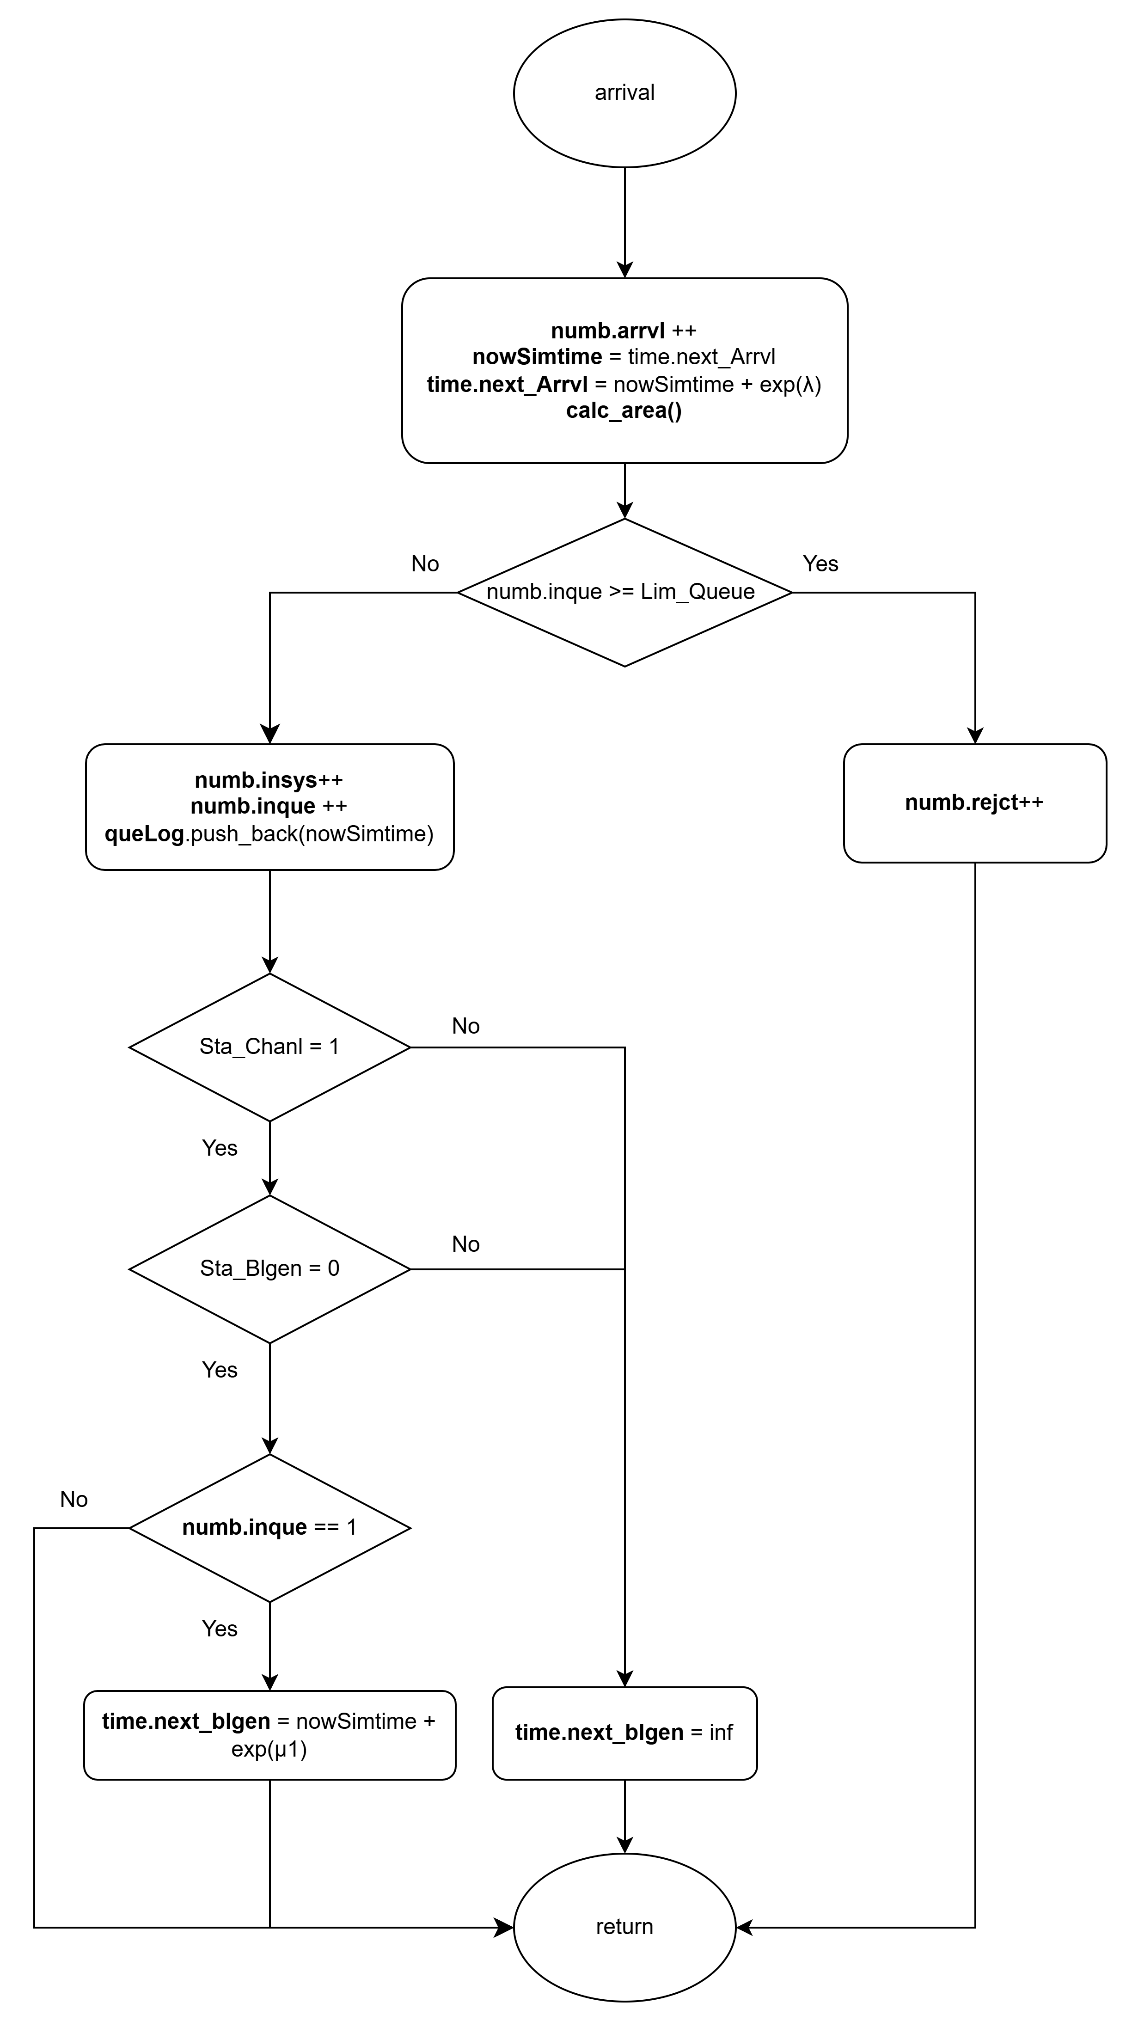 arrival
numb.arrvl ++
nowSimtime = time.next_Arrvl
time.next_Arrvl = nowSimtime + exp(λ)
calc_area()
No
Yes
numb.inque >= Lim_Queue
numb.insys++
numb.inque ++
queLog.push_back(nowSimtime)
numb.rejct++
Sta_Chanl = 1
No
Yes
Sta_Blgen = 0
No
Yes
No
numb.inque == 1
Yes
time.next_blgen = nowSimtime +
exp(μ1)
time.next_blgen = inf
return